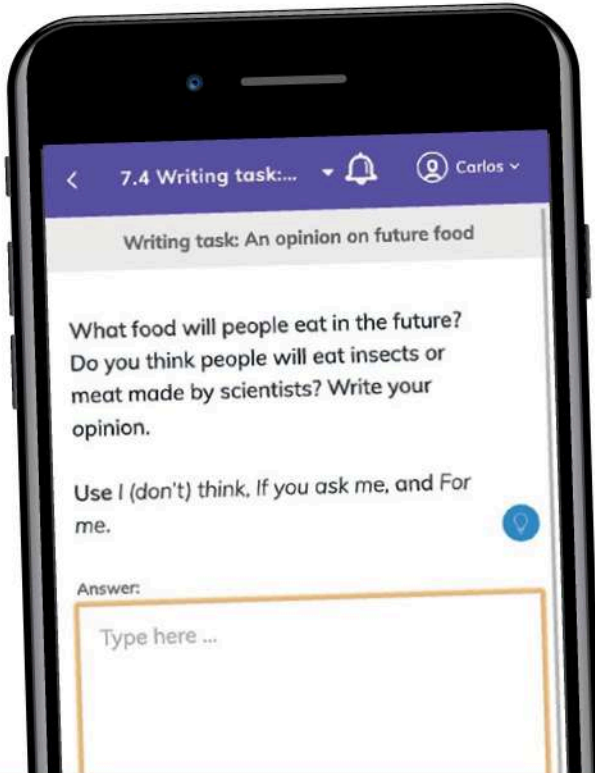 7.4 Writing task:...
Carlos
Writing task: An opinion on future food
What food will people eat in the future?
Do you think people will eat insects or
meat made by scientists? Write your
opinion.
Use I (don't) think, If you ask me, and For
me.
Answer:
Type here ...